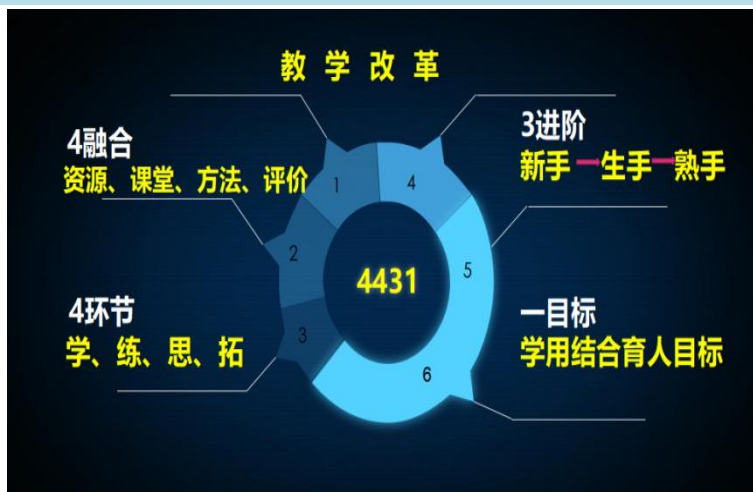 教学改革
4融合
资源、课堂、方法、评价
4环节
学、练、思、拓
3进阶
新手→生手→熟手
一目标
学用结合育人目标
4431
1
2
3
4
5
6